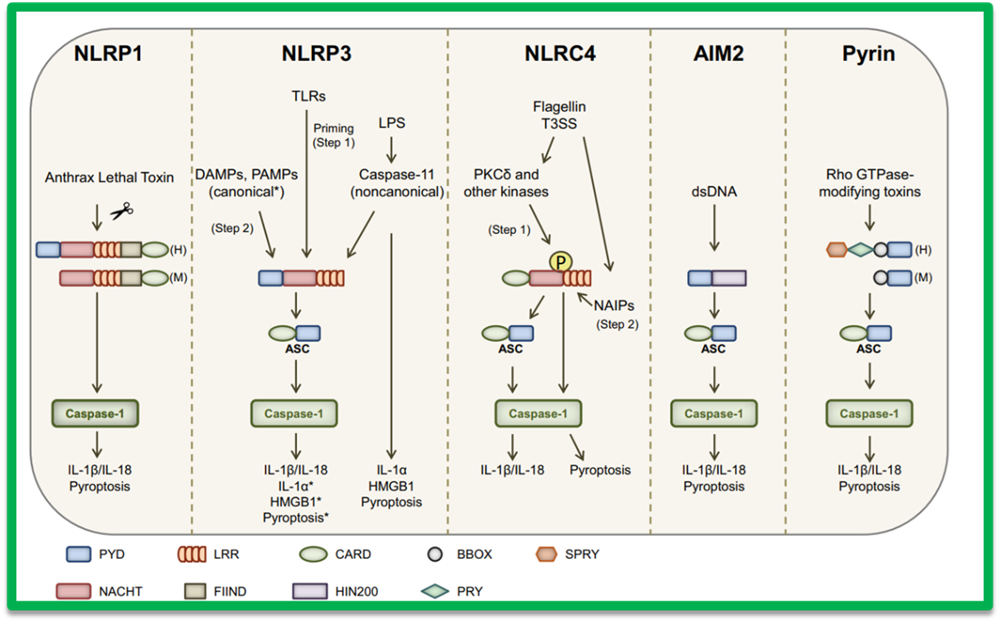 NLRP1
Anthrax Lethal Toxin
(H)
(M)
Caspase-1
IL-1β/IL-18
Pyroptosis
NLRP3
TLRs
Priming
(Step 1)
LPS
DAMPs, PAMPs
(canonical*)
Caspase-11
(noncanonical)
(Step 2)
ASC
Caspase-1
IL-1β/IL-18
IL-1α*
HMGB1*
Pyroptosis*
IL-1α
HMGB1
Pyroptosis
NLRC4
Flagellin
T3SS
PKCδ and
other kinases
(Step 1)
P
NAIPs
(Step 2)
ASC
Caspase-1
IL-1β/IL-18
Pyroptosis
AIM2
dsDNA
ASC
Caspase-1
IL-1β/IL-18
Pyroptosis
Pyrin
Rho GTPase-
modifying toxins
(H)
(M)
ASC
Caspase-1
IL-1β/IL-18
Pyroptosis
PYD
LRR
CARD
BBOX
SPRY
NACHT
FIIND
HIN200
PRY